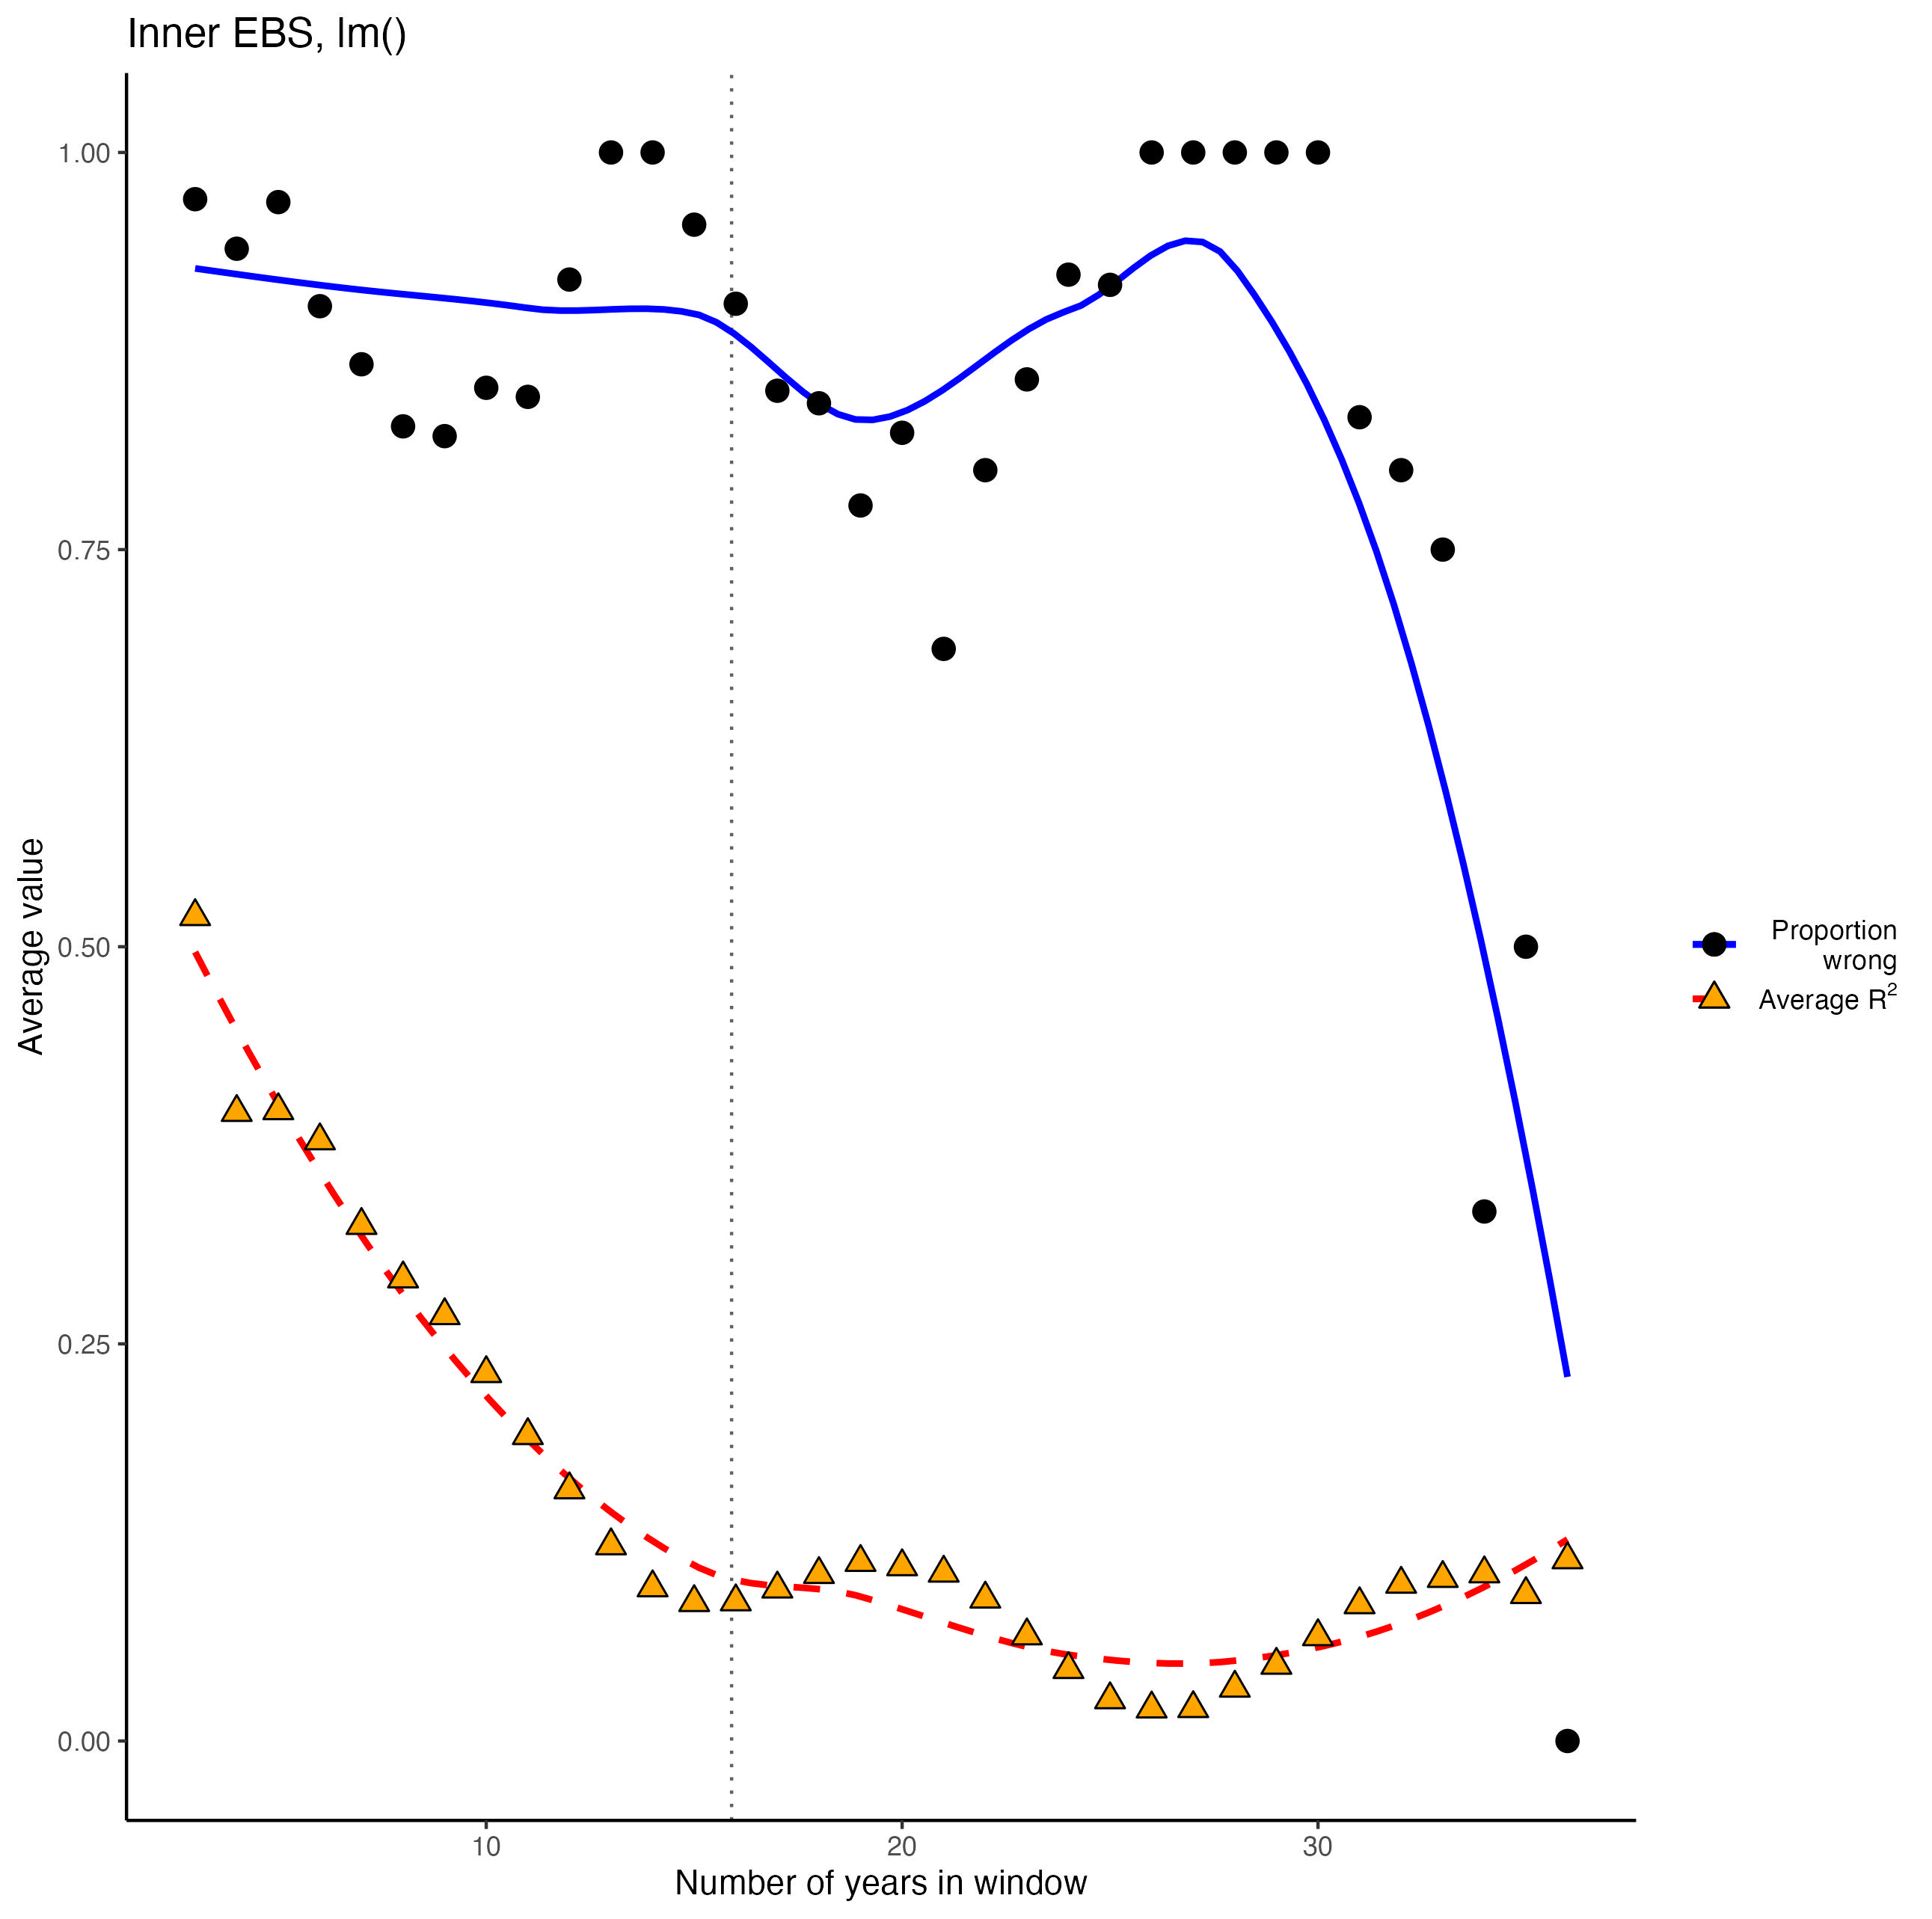 Inner EBS, lm()
1.00
0.75
0.50
0.25
0.00
Average value
10
20
30
Number of years in window
Proportion
wrong
Average R²